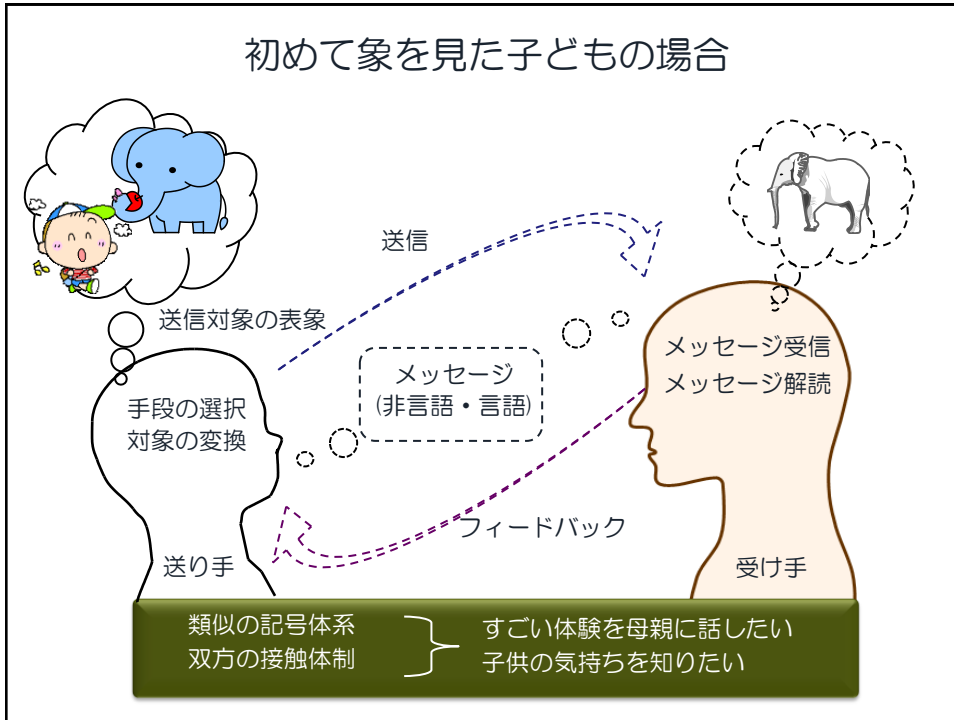 初めて象を見た子どもの場合
送信
送信対象の表象
メッセージ
(非言語・言語)
手段の選択
対象の変換
メッセージ受信
メッセージ解読
フィードバック
送り手
受け手
類似の記号体系
双方の接触体制
すごい体験を母親に話したい
子供の気持ちを知りたい